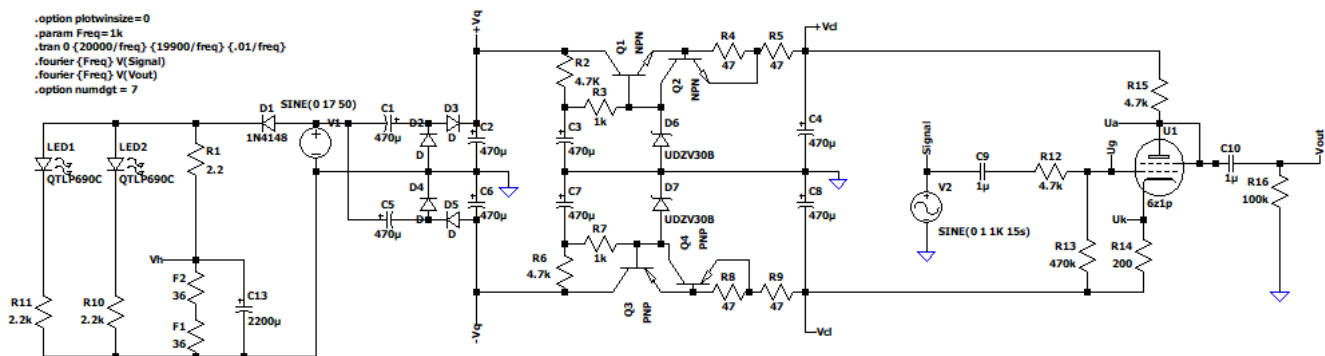 .option plotwinsize=0
.param Freq=1k
.tran 0 {20000/freq} {19900/freq} {.01/freq}
.fourier {Freq} V(Signal)
.fourier {Freq} V(Vout)
.option numdgt = 7
+Vq
Q1
NPN
R4
47
R5
47
+Vcl
R2
4.7K
Q2
NPN
R3
1k
R15
4.7k
D1
1N4148
SINE(0 17 50)
V1
C1
470µ
D2
D
D3
D
C2
470µ
C3
470µ
D6
UDZV30B
C4
470µ
Ua
U1
6z1p
Ug
Uk
Signal
C9
1µ
R12
4.7k
C10
1µ
Vout
R16
100k
LED1
QTLP690C
LED2
QTLP690C
R1
2.2
D4
D
D5
D
C5
470µ
C6
470µ
C7
470µ
D7
UDZV30B
C8
470µ
V2
SINE(0 1 1K 15s)
R7
1k
Q4
PNP
R6
4.7k
R13
470k
R14
200
Vh
F2
36
F1
36
C13
2200µ
R11
2.2k
R10
2.2k
Q3
PNP
R8
47
R9
47
-Vq
-Vcl